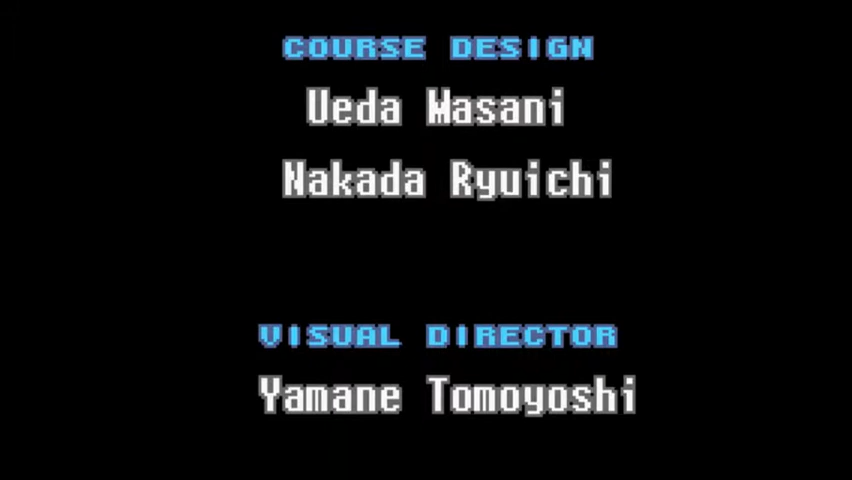 COURSE DESIGN
Ueda Masani
Nakada Ryuichi
VISUAL DIRECTOR
Yamane Tomoyoshi